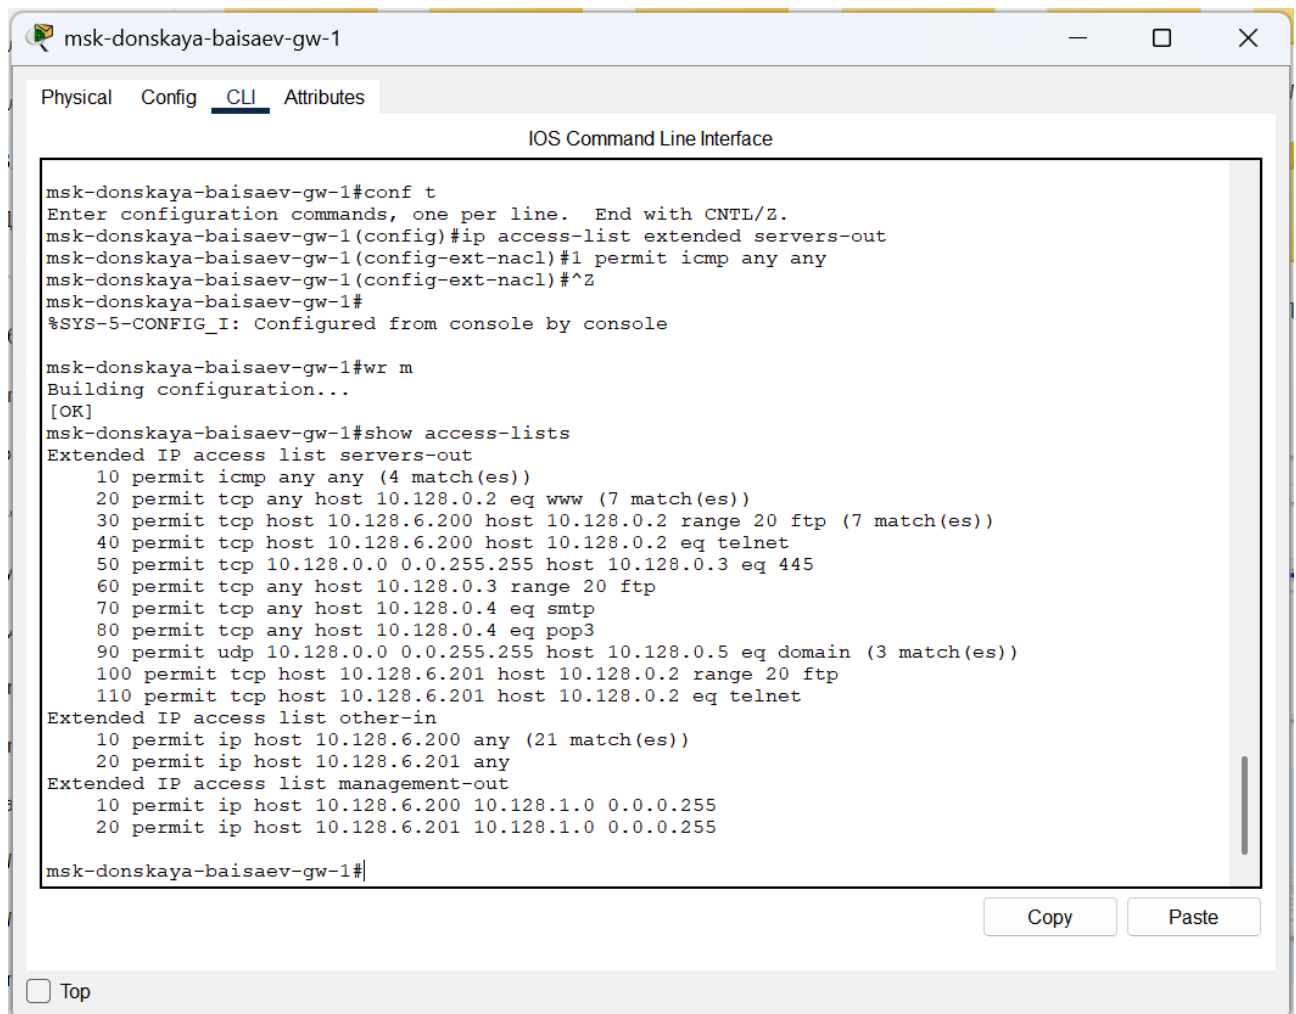 msk-donskaya-baisaev-gw-1
Physical Config CLI Attributes
IOS Command Line Interface
msk-donskaya-baisaev-gw-1#conf t
Enter configuration commands, one per line.  End with CNTL/Z.
msk-donskaya-baisaev-gw-1(config)#ip access-list extended servers-out
msk-donskaya-baisaev-gw-1(config-ext-nacl)#1 permit icmp any any
msk-donskaya-baisaev-gw-1(config-ext-nacl)#^Z
msk-donskaya-baisaev-gw-1#
%SYS-5-CONFIG_I: Configured from console by console
msk-donskaya-baisaev-gw-1#wr m
Building configuration...
[OK]
msk-donskaya-baisaev-gw-1#show access-lists
Extended IP access list servers-out
    10 permit icmp any any (4 match(es))
    20 permit tcp any host 10.128.0.2 eq www (7 match(es))
    30 permit tcp host 10.128.6.200 host 10.128.0.2 range 20 ftp (7 match(es))
    40 permit tcp host 10.128.6.200 host 10.128.0.2 eq telnet
    50 permit tcp 10.128.0.0 0.0.255.255 host 10.128.0.3 eq 445
    60 permit tcp any host 10.128.0.3 range 20 ftp
    70 permit tcp any host 10.128.0.4 eq smtp
    80 permit tcp any host 10.128.0.4 eq pop3
    90 permit udp 10.128.0.0 0.0.255.255 host 10.128.0.5 eq domain (3 match(es))
    100 permit tcp host 10.128.6.201 host 10.128.0.2 range 20 ftp
    110 permit tcp host 10.128.6.201 host 10.128.0.2 eq telnet
Extended IP access list other-in
    10 permit ip host 10.128.6.200 any (21 match(es))
    20 permit ip host 10.128.6.201 any
Extended IP access list management-out
    10 permit ip host 10.128.6.200 10.128.1.0 0.0.0.255
    20 permit ip host 10.128.6.201 10.128.1.0 0.0.0.255
msk-donskaya-baisaev-gw-1#
Copy Paste
Top